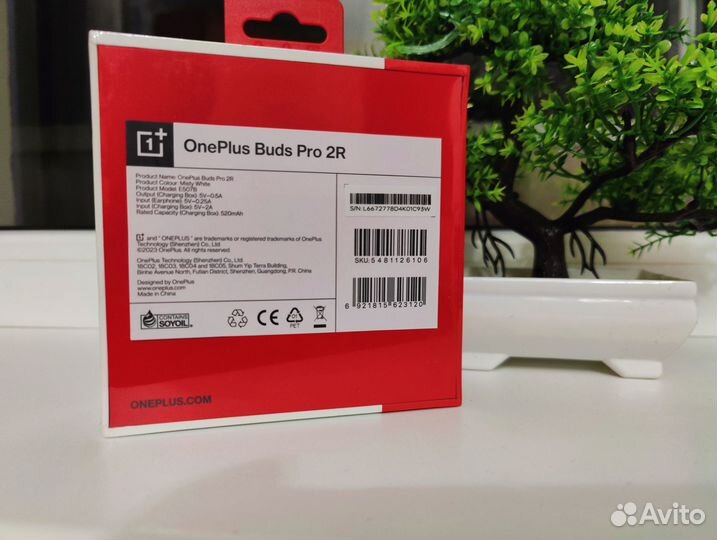 OnePlus Buds Pro 2R
Product Name: OnePlus Buds Pro 2R
Product Colour: Misty White
Product Model: E507B
Output (Charging Box): 5V⎓0.5A
Input (Earphone): 5V⎓0.25A
Input (Charging Box): 5V⎓2A
Rated Capacity (Charging Box): 520mAh
and " ONEPLUS " are trademarks or registered trademarks of OnePlus
Technology (Shenzhen) Co., Ltd
©2023 OnePlus. All rights reserved.
OnePlus Technology (Shenzhen) Co., Ltd
18C02, 18C03, 18C04 and 18C05, Shum Yip Terra Building,
Binhe Avenue North, Futian District, Shenzhen, Guangdong, P.R. China
Designed by OnePlus
www.oneplus.com
Made in China
S/N: L6672778D4K01C93W
SKU: 5481126106
6 921815 623120
CONTAINS
SOYOIL
CE
01
PET
ONEPLUS.COM
Avito